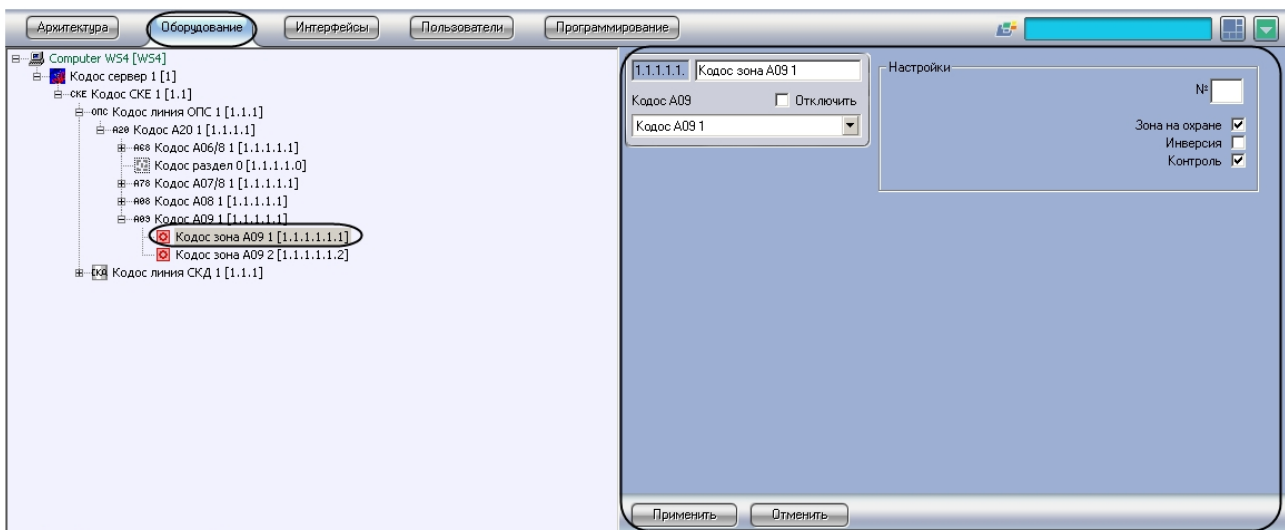 Архитектура Оборудование Интерфейсы Пользователи Программирование
Computer WS4 [WS4]
Кодос сервер 1 [1]
СКЕ Кодос СКЕ 1 [1.1]
ОПС Кодос линия ОПС 1 [1.1.1]
A20 Кодос А20 1 [1.1.1.1]
Кодос А06/8 1 [1.1.1.1.1]
Кодос раздел 0 [1.1.1.1.0]
A78 Кодос А07/8 1 [1.1.1.1.1]
Кодос А08 1 [1.1.1.1.1]
A09 Кодос А09 1 [1.1.1.1.1]
Кодос зона А09 1 [1.1.1.1.1.1]
Кодос зона А09 2 [1.1.1.1.1.2]
СКД Кодос линия СКД 1 [1.1.1]
1.1.1.1.1. Кодос зона А09 1
Кодос А09 Отключить
Кодос А09 1
Настройки
№
Зона на охране
Инверсия
Контроль
Применить Отменить